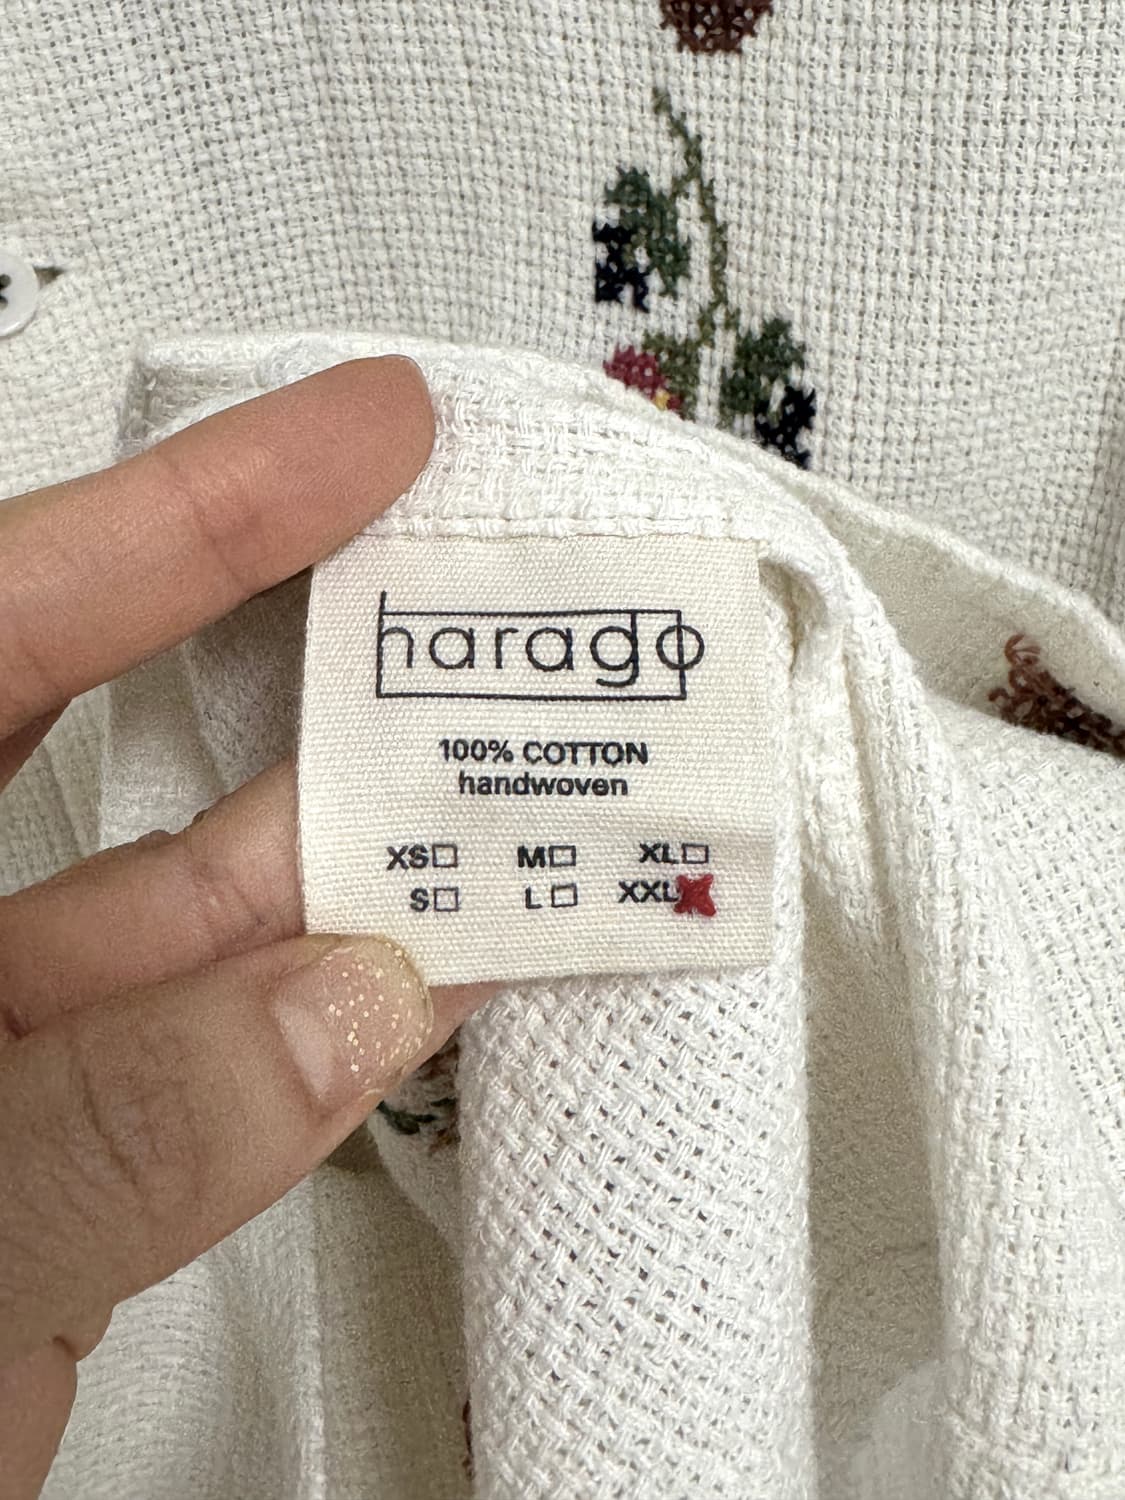 harago
100% COTTON
handwoven
XS☐ M☐ XL☐
S☐ L☐ XXL☒